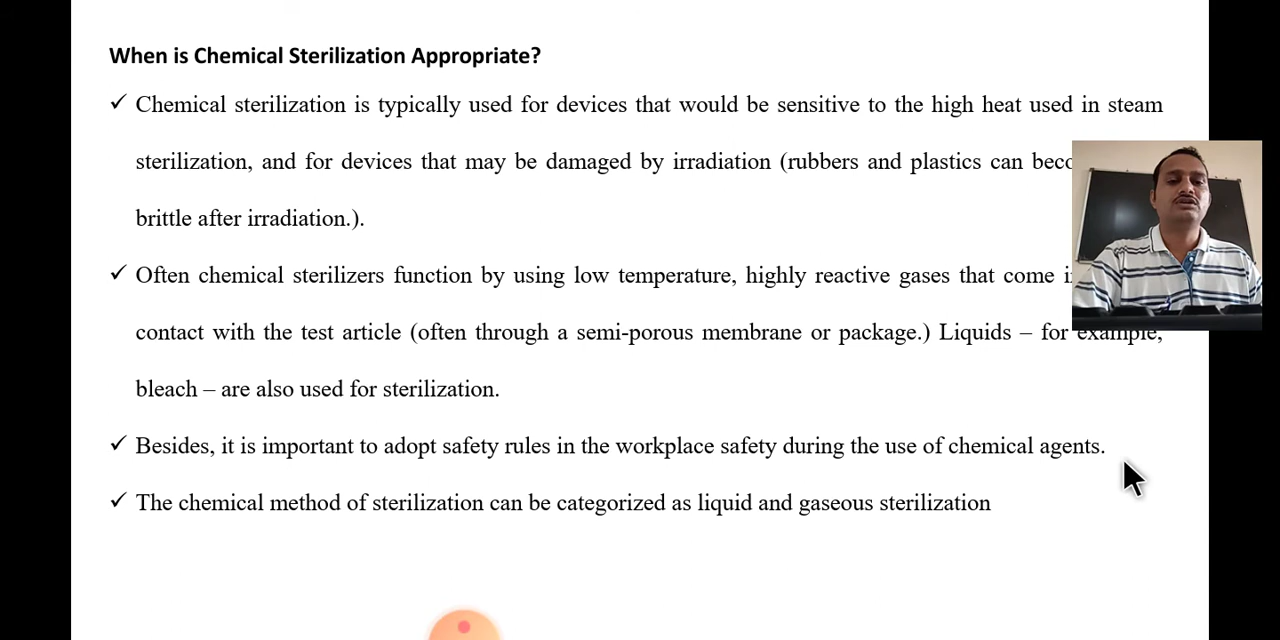 When is Chemical Sterilization Appropriate?
✓ Chemical sterilization is typically used for devices that would be sensitive to the high heat used in steam
sterilization, and for devices that may be damaged by irradiation (rubbers and plastics can
brittle after irradiation.).
✓ Often chemical sterilizers function by using low temperature, highly reactive gases that come
contact with the test article (often through a semi-porous membrane or package.) Liquids – for example,
bleach – are also used for sterilization.
✓ Besides, it is important to adopt safety rules in the workplace safety during the use of chemical agents.
✓ The chemical method of sterilization can be categorized as liquid and gaseous sterilization